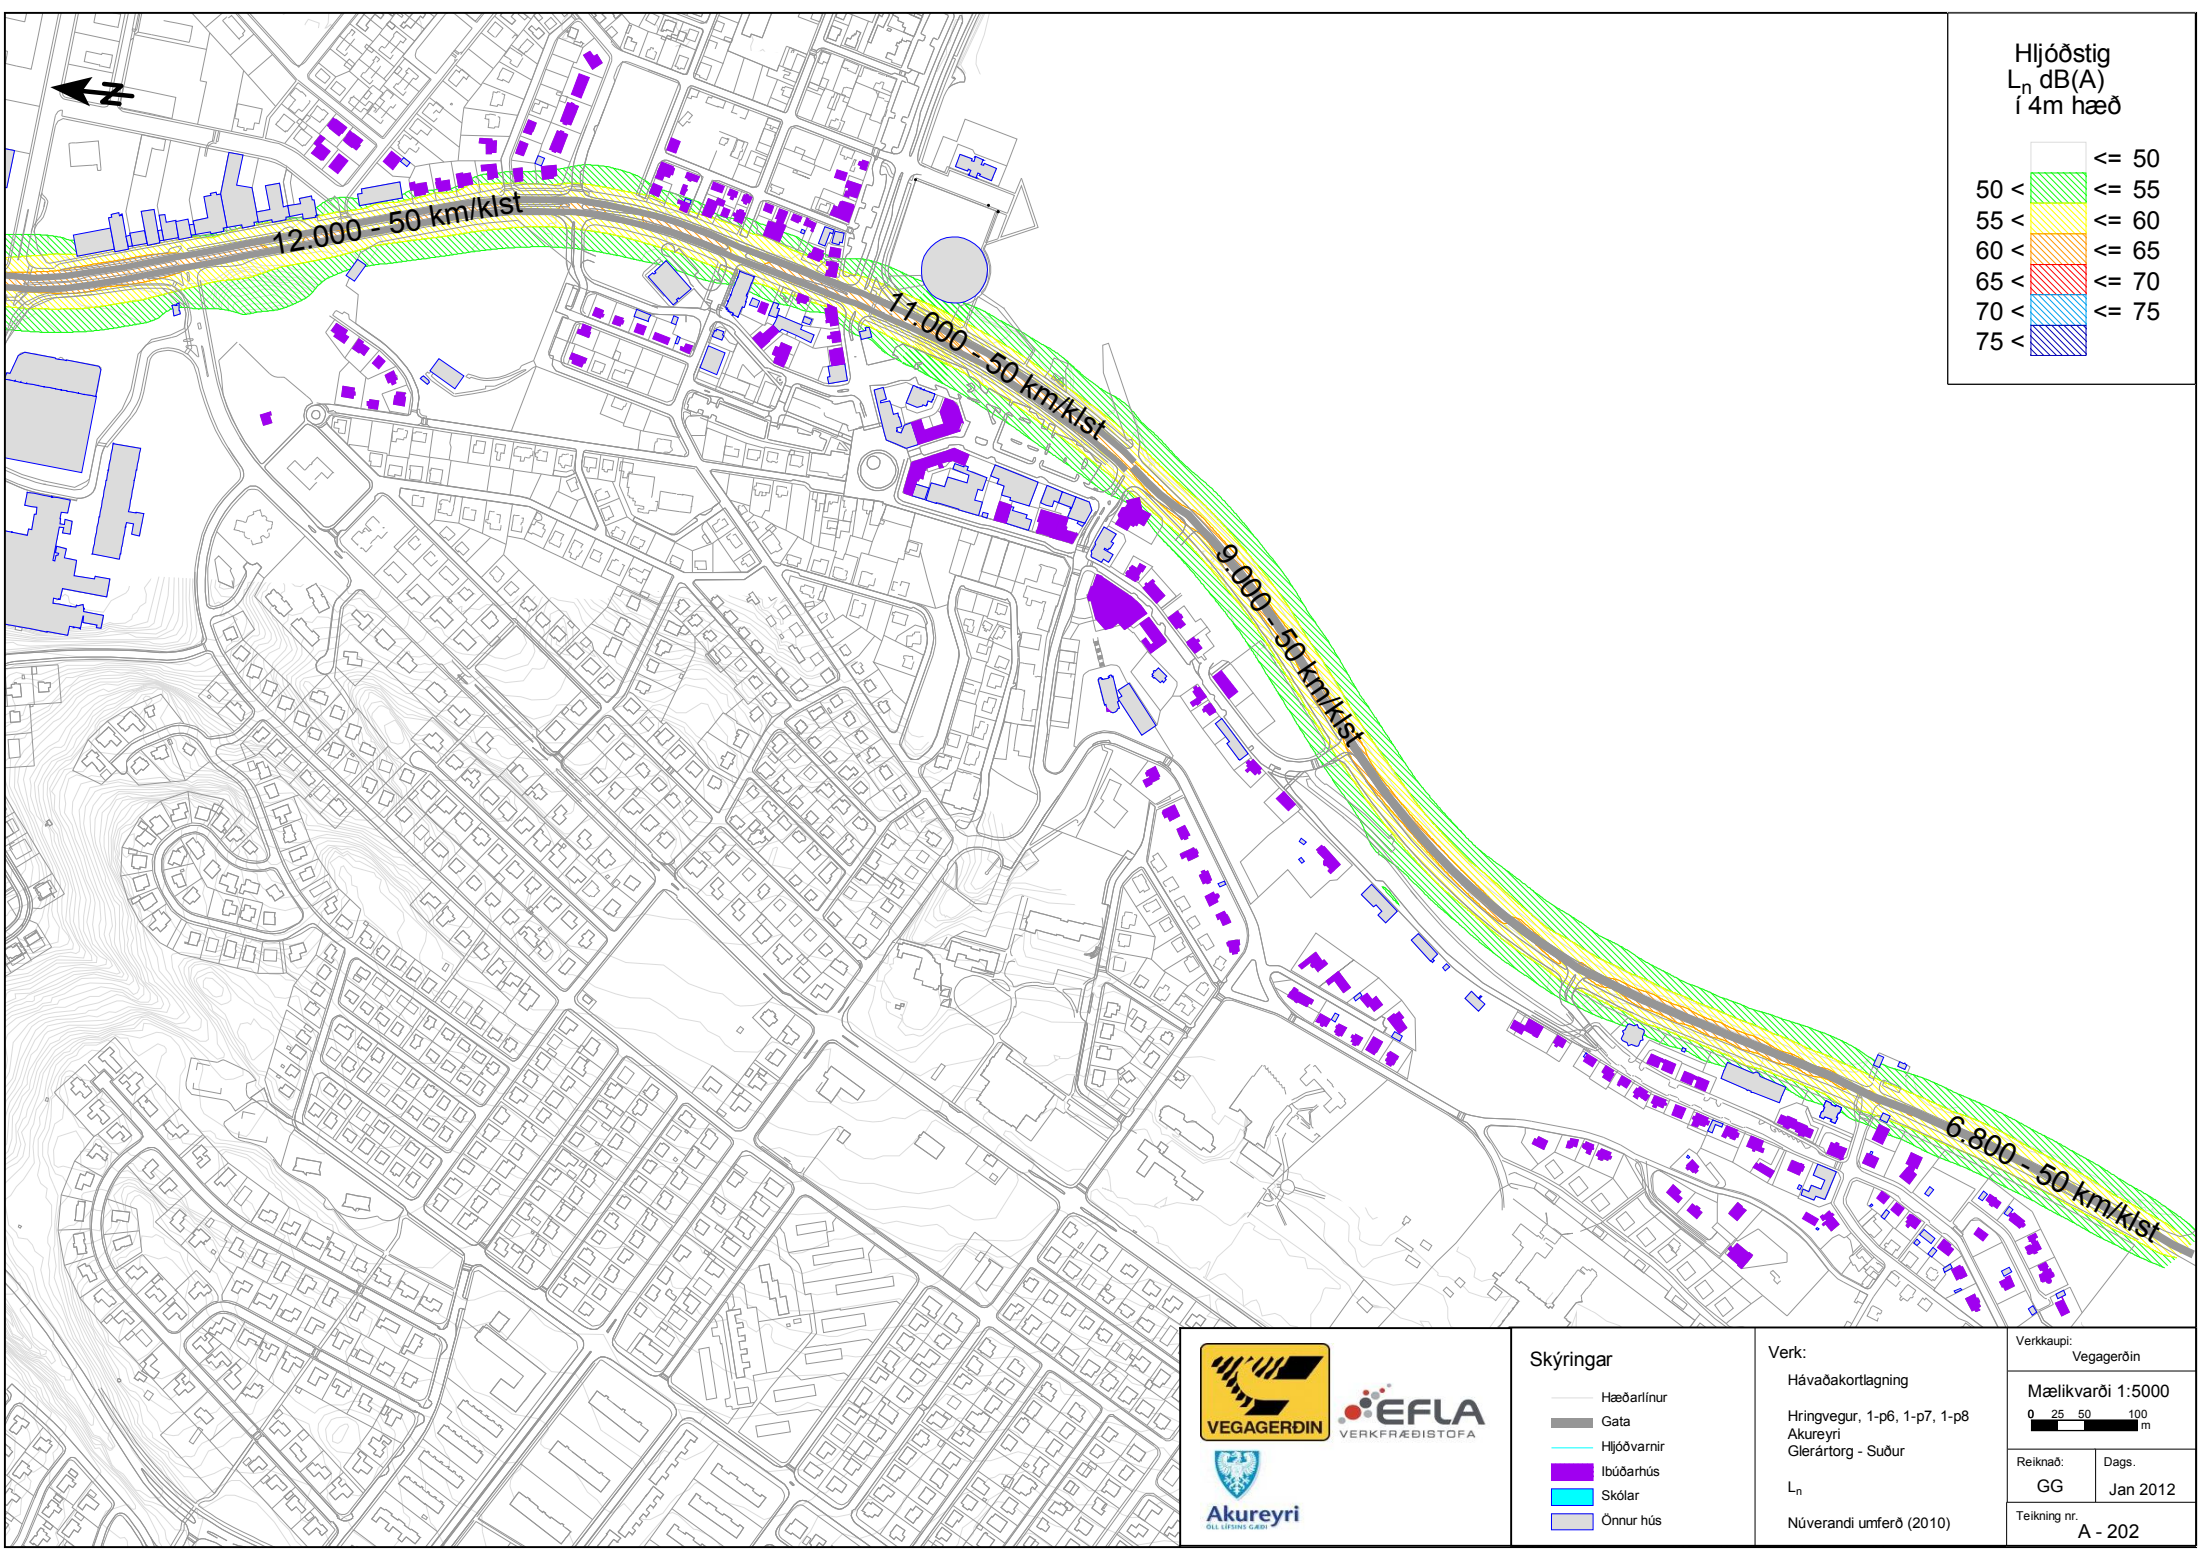 N
12.000 - 50 km/klst
11.000 - 50 km/klst
9.000 - 50 km/klst
6.800 - 50 km/klst
Hljóðstig
Ln dB(A)
í 4m hæð
<= 50
50 < <= 55
55 < <= 60
60 < <= 65
65 < <= 70
70 < <= 75
75 <
VEGAGERÐIN
EFLA
VERKFRÆÐISTOFA
Akureyri
ÖLL LÍFSINS GÆÐI
Skýringar
Hæðarlínur
Gata
Hljóðvarnir
Ibúðarhús
Skólar
Önnur hús
Verk:
Hávaðakortlagning
Hringvegur, 1-p6, 1-p7, 1-p8
Akureyri
Glerártorg - Suður
Ln
Núverandi umferð (2010)
Verkkaupi:
Vegagerðin
Mælikvarði 1:5000
0 25 50 100
m
Reiknað:
GG
Dags.
Jan 2012
Teikning nr.
A - 202